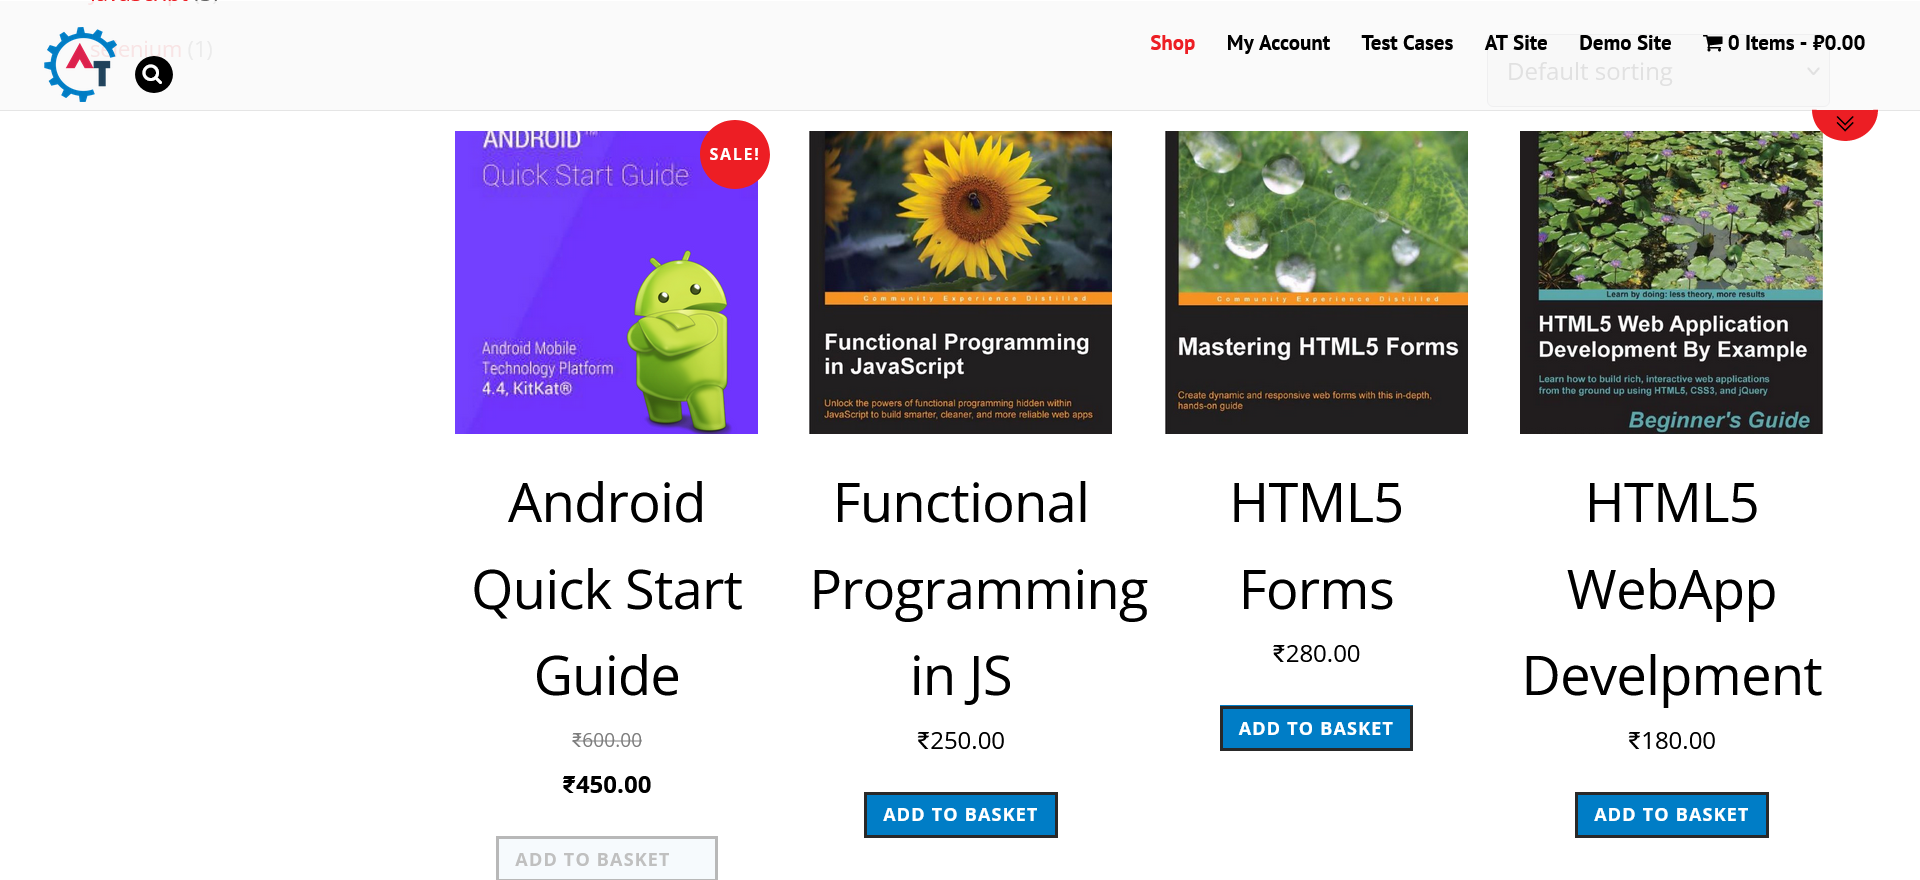 selenium (1)
AT
Shop
My Account
Test Cases
AT Site
Demo Site
0 Items - ₽0.00
Default sorting
ANDROID™
Quick Start Guide
Android Mobile
Technology Platform
4.4, KitKat®
SALE!
Community Experience Distilled
Functional Programming
in JavaScript
Unlock the powers of functional programming hidden within
JavaScript to build smarter, cleaner, and more reliable web apps
Community Experience Distilled
Mastering HTML5 Forms
Create dynamic and responsive web forms with this in-depth,
hands-on guide
Learn by doing: less theory, more results
HTML5 Web Application
Development By Example
Learn how to build rich, interactive web applications
from the ground up using HTML5, CSS3, and jQuery
Beginner's Guide
Android
Quick Start
Guide
₹600.00
₹450.00
ADD TO BASKET
Functional
Programming
in JS
₹250.00
ADD TO BASKET
HTML5
Forms
₹280.00
ADD TO BASKET
HTML5
WebApp
Develpment
₹180.00
ADD TO BASKET